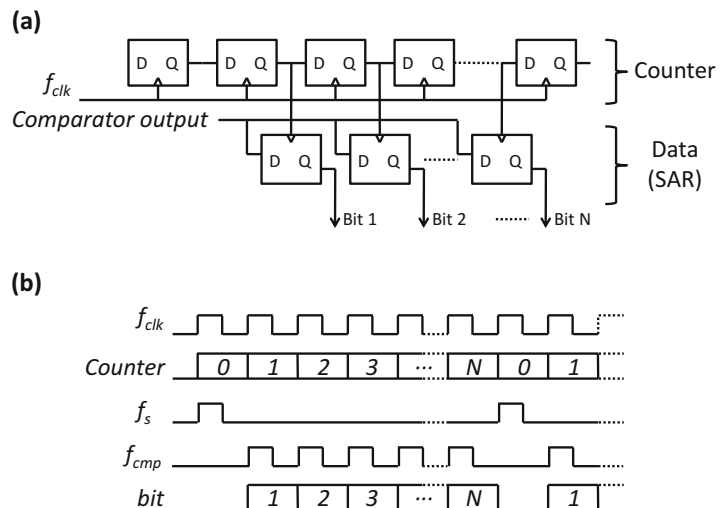 (a)
D Q D Q D Q D Q D Q
Counter
f_clk
Comparator output
D Q D Q D Q
Data
(SAR)
Bit 1 Bit 2 Bit N
(b)
f_clk
Counter 0 1 2 3 ... N 0 1
f_s
f_cmp
bit 1 2 3 ... N 1